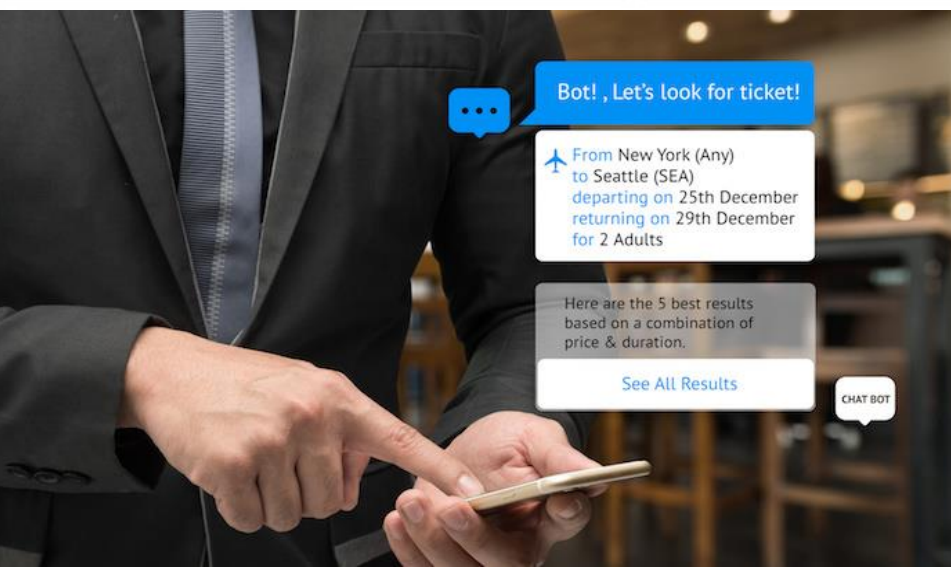 Bot! , Let's look for ticket!
From New York (Any)
to Seattle (SEA)
departing on 25th December
returning on 29th December
for 2 Adults
Here are the 5 best results
based on a combination of
price & duration.
See All Results
CHAT BOT